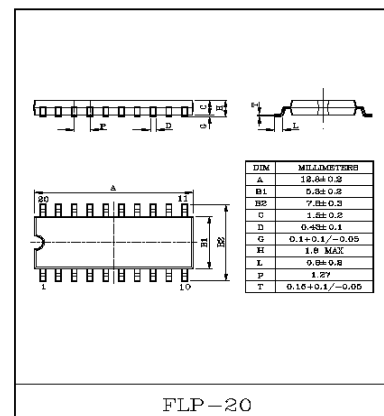 C
H
G
P
D
T
L
A
20
11
B1
B2
1
10
DIM MILLIMETERS
A 12.6±0.2
B1 5.3±0.2
B2 7.8±0.3
C 1.5±0.2
D 0.43±0.1
G 0.1+0.1/-0.05
H 1.8 MAX
L 0.9±0.2
P 1.27
T 0.15+0.1/-0.05
FLP-20